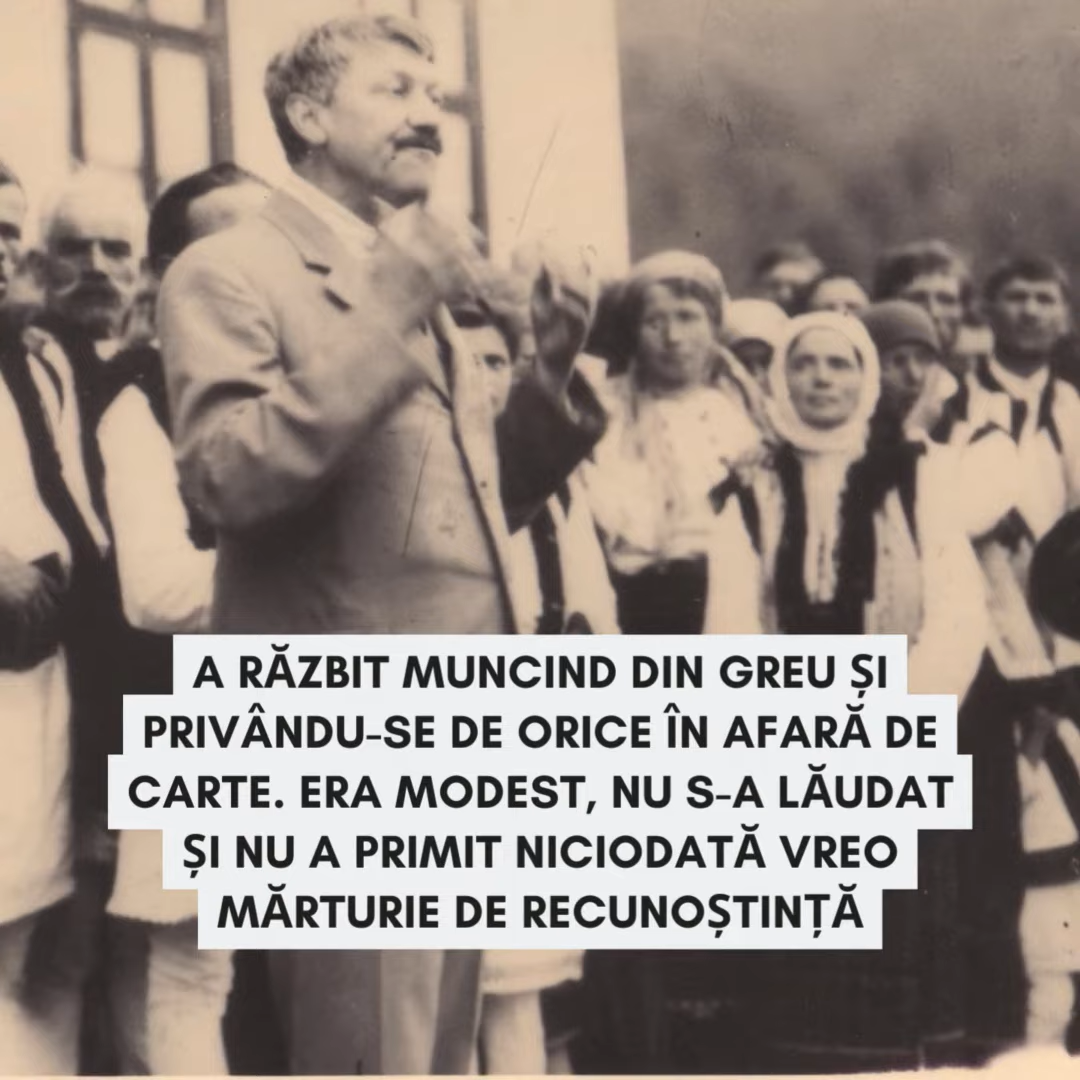 A RĂZBIT MUNCIND DIN GREU ȘI
PRIVÂNDU-SE DE ORICE ÎN AFARĂ DE
CARTE. ERA MODEST, NU S-A LĂUDAT
ȘI NU A PRIMIT NICIODATĂ VREO
MĂRTURIE DE RECUNOȘTINȚĂ